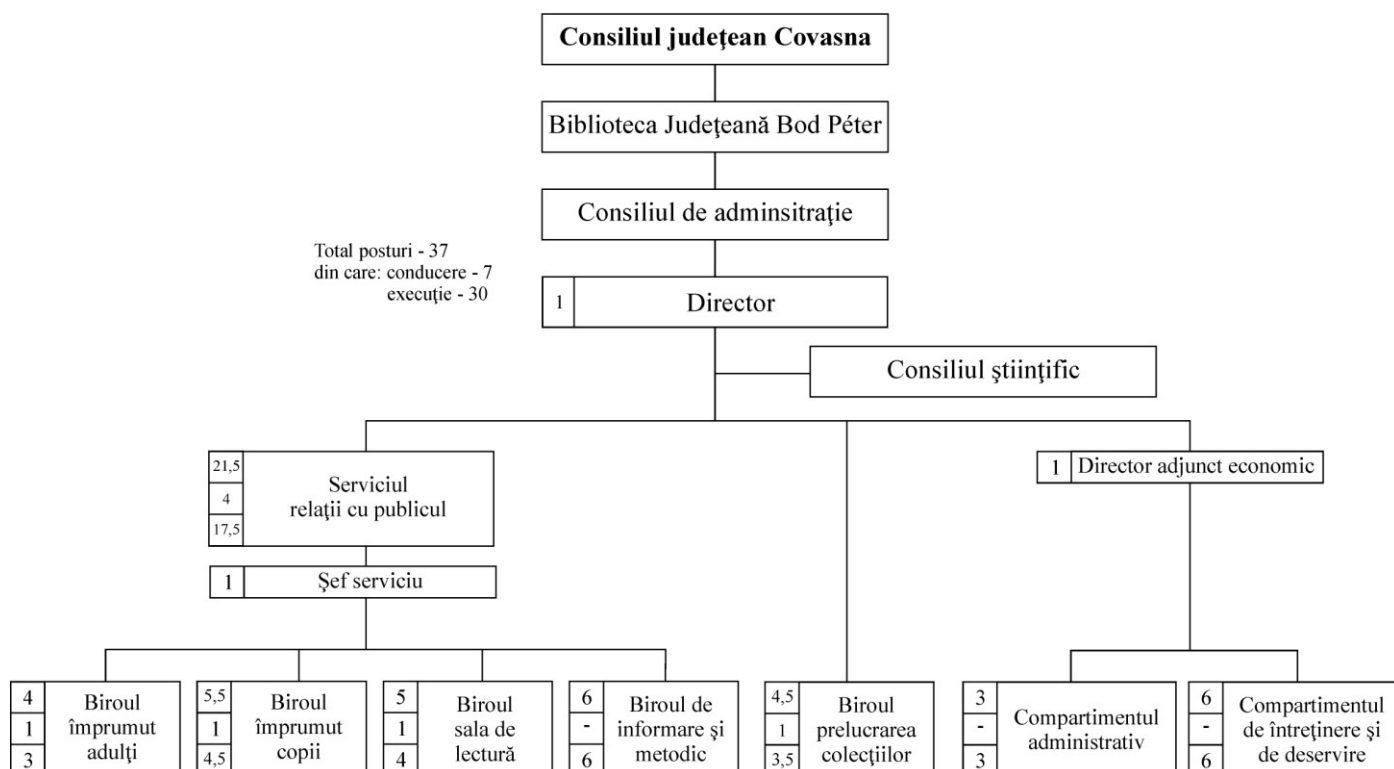 Consiliul judeţean Covasna
Biblioteca Judeţeană Bod Péter
Consiliul de adminsitraţie
Total posturi - 37
din care: conducere - 7
execuţie - 30
1 Director
Consiliul ştiinţific
21,5
4
17,5
Serviciul
relaţii cu publicul
1 Director adjunct economic
1 Şef serviciu
4
1
3
Biroul
împrumut
adulţi
5,5
1
4,5
Biroul
împrumut
copii
5
1
4
Biroul
sala de
lectură
6
-
6
Biroul de
informare şi
metodic
4,5
1
3,5
Biroul
prelucrarea
colecţiilor
3
-
3
Compartimentul
administrativ
6
-
6
Compartimentul
de întreţinere şi
de deservire